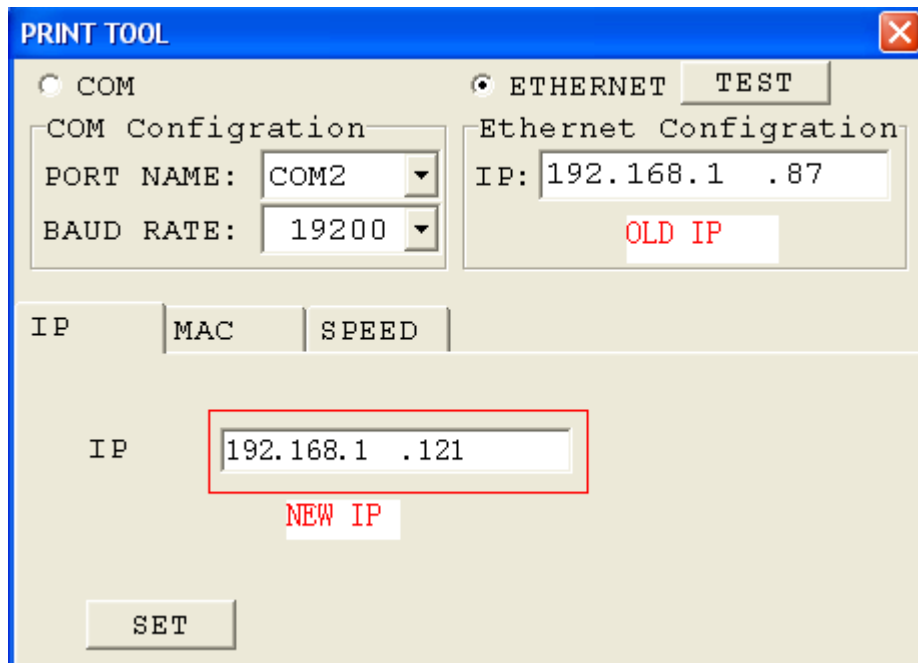 PRINT TOOL
COM
ETHERNET
TEST
COM Configration
PORT NAME: COM2
BAUD RATE: 19200
Ethernet Configration
IP: 192.168.1 .87
OLD IP
IP
MAC
SPEED
IP 192.168.1 .121
NEW IP
SET